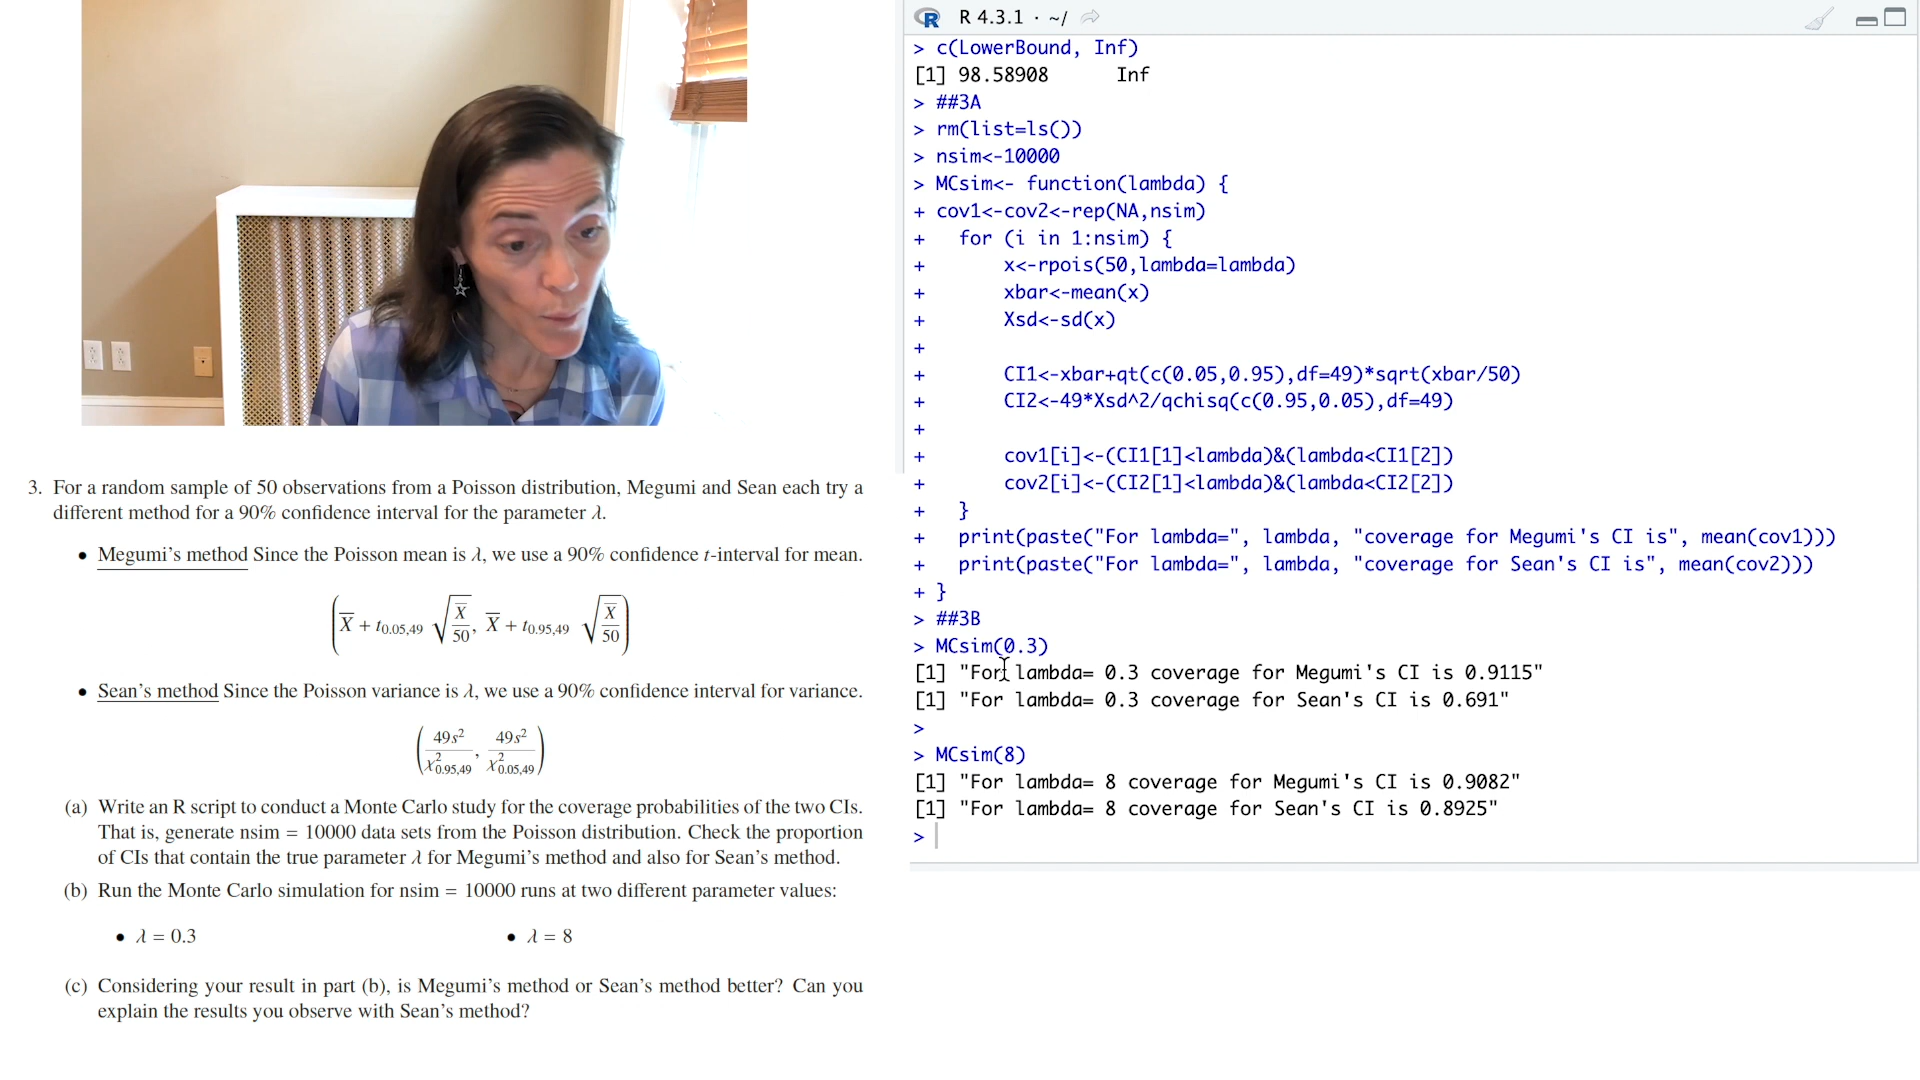 3. For a random sample of 50 observations from a Poisson distribution, Megumi and Sean each try a
different method for a 90% confidence interval for the parameter λ.
• Megumi's method Since the Poisson mean is λ, we use a 90% confidence t-interval for mean.
(X̅ + t0.05,49 √(X̅/50), X̅ + t0.95,49 √(X̅/50))
• Sean's method Since the Poisson variance is λ, we use a 90% confidence interval for variance.
(49s²/χ²0.95,49, 49s²/χ²0.05,49)
(a) Write an R script to conduct a Monte Carlo study for the coverage probabilities of the two CIs.
That is, generate nsim = 10000 data sets from the Poisson distribution. Check the proportion
of CIs that contain the true parameter λ for Megumi's method and also for Sean's method.
(b) Run the Monte Carlo simulation for nsim = 10000 runs at two different parameter values:
• λ = 0.3 • λ = 8
(c) Considering your result in part (b), is Megumi's method or Sean's method better? Can you
explain the results you observe with Sean's method?
R R 4.3.1 · ~/
> c(LowerBound, Inf)
[1] 98.58908      Inf
> ##3A
> rm(list=ls())
> nsim<-10000
> MCsim<- function(lambda) {
+ cov1<-cov2<-rep(NA,nsim)
+   for (i in 1:nsim) {
+       x<-rpois(50,lambda=lambda)
+       xbar<-mean(x)
+       Xsd<-sd(x)
+
+       CI1<-xbar+qt(c(0.05,0.95),df=49)*sqrt(xbar/50)
+       CI2<-49*Xsd^2/qchisq(c(0.95,0.05),df=49)
+
+       cov1[i]<-(CI1[1]<lambda)&(lambda<CI1[2])
+       cov2[i]<-(CI2[1]<lambda)&(lambda<CI2[2])
+   }
+   print(paste("For lambda=", lambda, "coverage for Megumi's CI is", mean(cov1)))
+   print(paste("For lambda=", lambda, "coverage for Sean's CI is", mean(cov2)))
+ }
> ##3B
> MCsim(0.3)
[1] "For lambda= 0.3 coverage for Megumi's CI is 0.9115"
[1] "For lambda= 0.3 coverage for Sean's CI is 0.691"
>
> MCsim(8)
[1] "For lambda= 8 coverage for Megumi's CI is 0.9082"
[1] "For lambda= 8 coverage for Sean's CI is 0.8925"
>